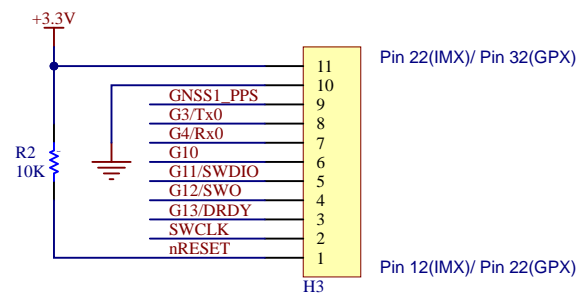 +3.3V
Pin 22(IMX)/ Pin 32(GPX)
11
10
GNSS1_PPS 9
G3/Tx0 8
G4/Rx0 7
G10 6
R2
10K
G11/SWDIO 5
G12/SWO 4
G13/DRDY 3
SWCLK 2
nRESET 1
Pin 12(IMX)/ Pin 22(GPX)
H3